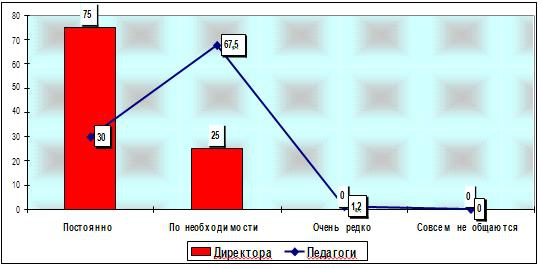 80
75
70
67,5
60
50
40
30
30
25
20
10
0
0
1,2
0
0
Постоянно
По необходимости
Очень редко
Совсем не общаются
Директора
Педагоги